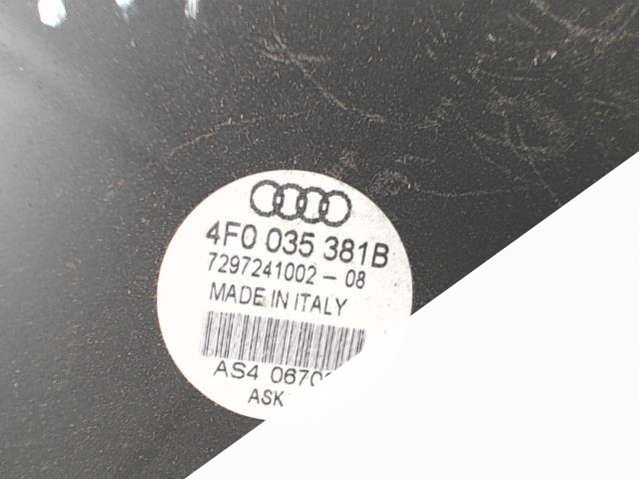 4F0 035 381B
7297241002-08
MADE IN ITALY
AS4
ASK